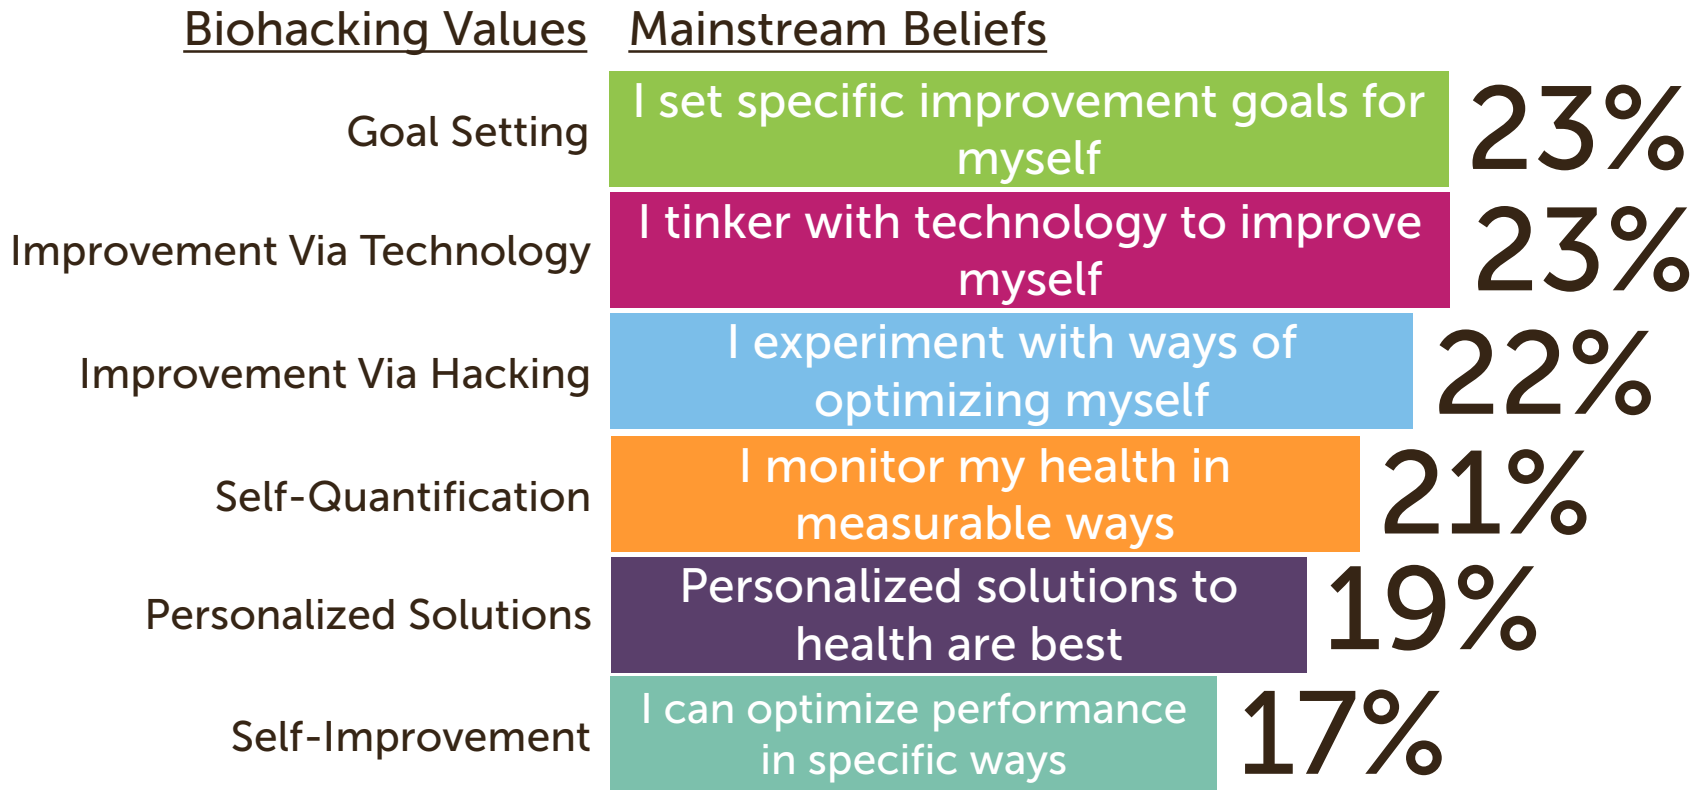 Biohacking Values Mainstream Beliefs
Goal Setting
I set specific improvement goals for
myself
23%
Improvement Via Technology
I tinker with technology to improve
myself
23%
Improvement Via Hacking
I experiment with ways of
optimizing myself
22%
Self-Quantification
I monitor my health in
measurable ways
21%
Personalized Solutions
Personalized solutions to
health are best
19%
Self-Improvement
I can optimize performance
in specific ways
17%